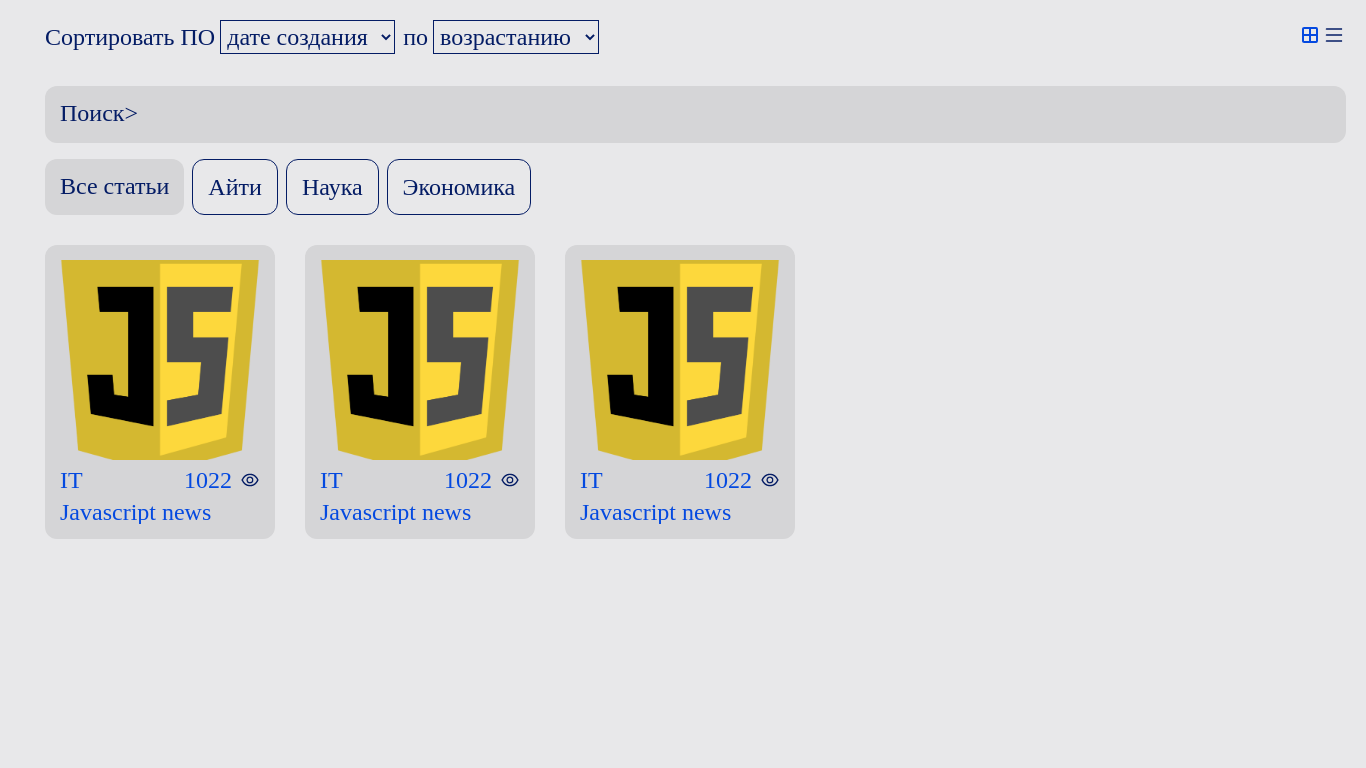 Сортировать ПО дате создания по возрастанию
Поиск>
Все статьи Айти Наука Экономика
JS JS JS
IT 1022 IT 1022 IT 1022
Javascript news Javascript news Javascript news